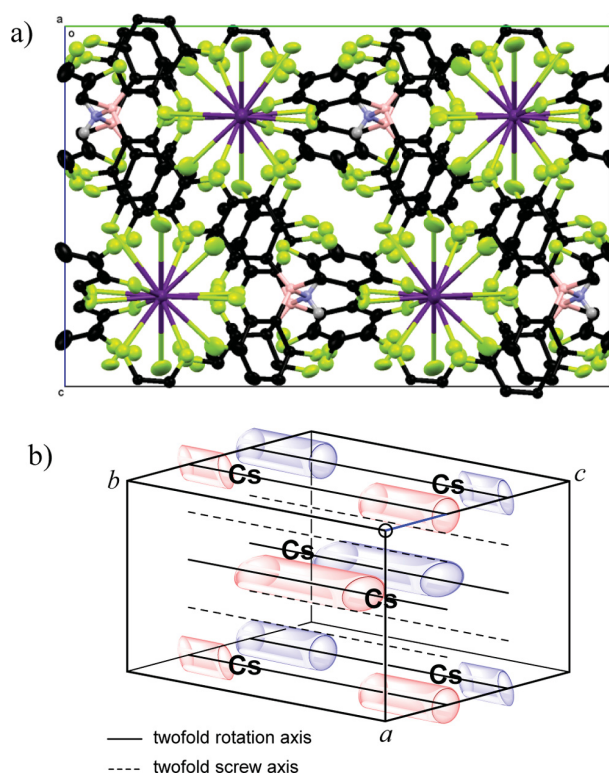 a)
a
o
c
b)
b
c
Cs
Cs
Cs
Cs
Cs
Cs
a
twofold rotation axis
twofold screw axis